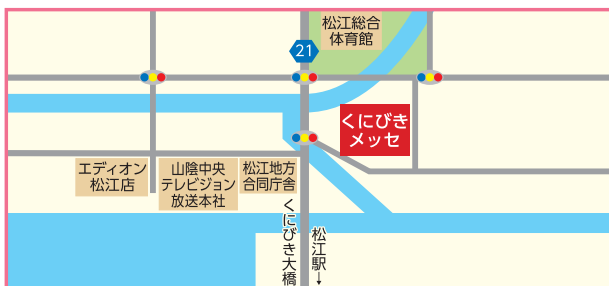 松江総合
体育館
21
くにびき
メッセ
エディオン
松江店
山陰中央
テレビジョン
放送本社
松江地方
合同庁舎
くにびき大橋
松江駅↓